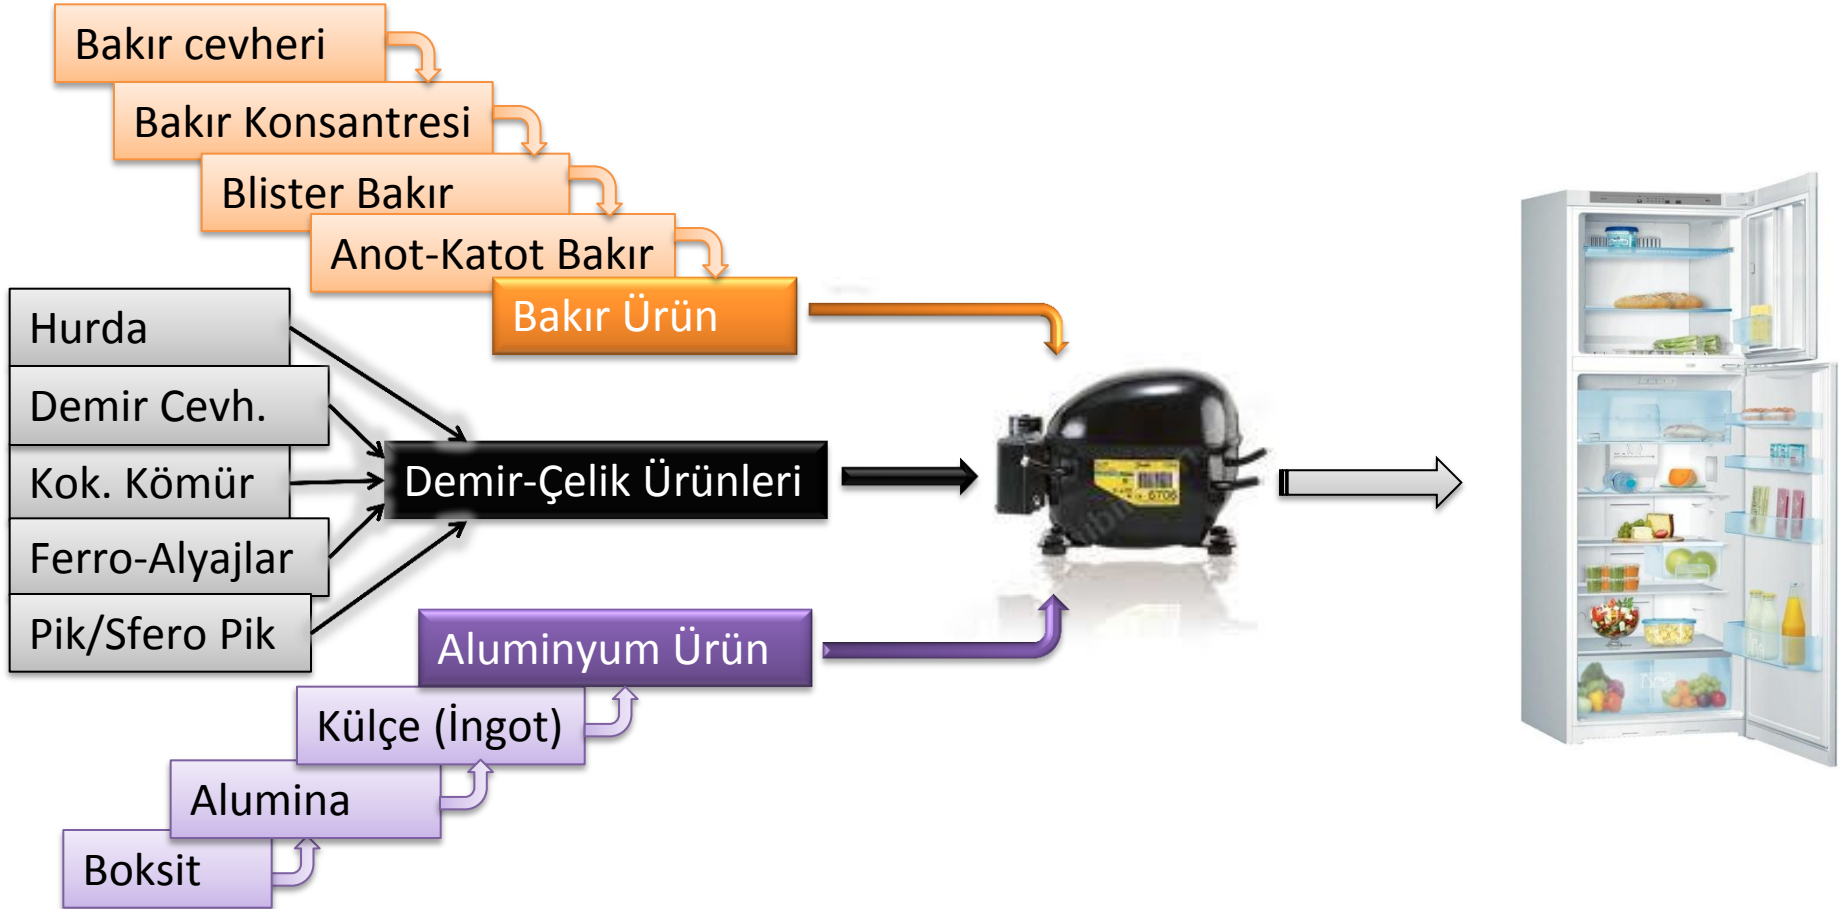 Bakır cevheri
Bakır Konsantresi
Blister Bakır
Anot-Katot Bakır
Bakır Ürün
Hurda
Demir Cevh.
Kok. Kömür
Ferro-Alyajlar
Pik/Sfero Pik
Demir-Çelik Ürünleri
Aluminyum Ürün
Külçe (İngot)
Alumina
Boksit
6706